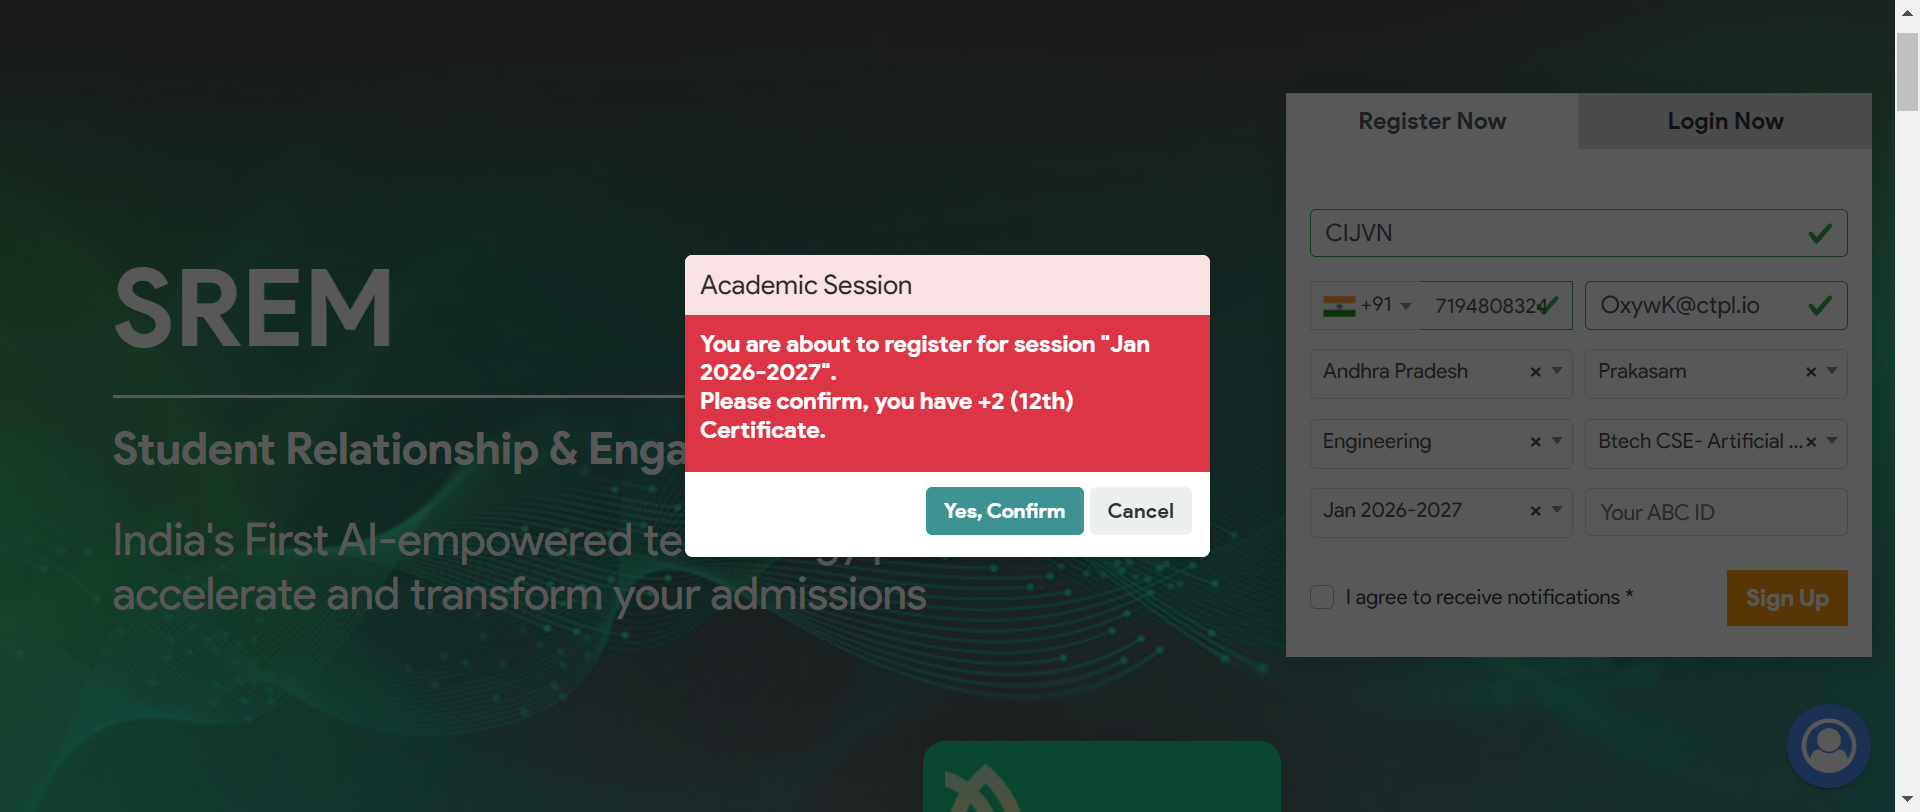 Register Now
Login Now
CIJVN
+91
7194808324
OxywK@ctpl.io
Andhra Pradesh
×
Prakasam
×
Engineering
×
Btech CSE- Artificial ...
×
Jan 2026-2027
×
Your ABC ID
I agree to receive notifications *
Sign Up
SREM
Student Relationship & Enga
India's First AI-empowered te
accelerate and transform your admissions
Academic Session
You are about to register for session "Jan
2026-2027".
Please confirm, you have +2 (12th)
Certificate.
Yes, Confirm
Cancel